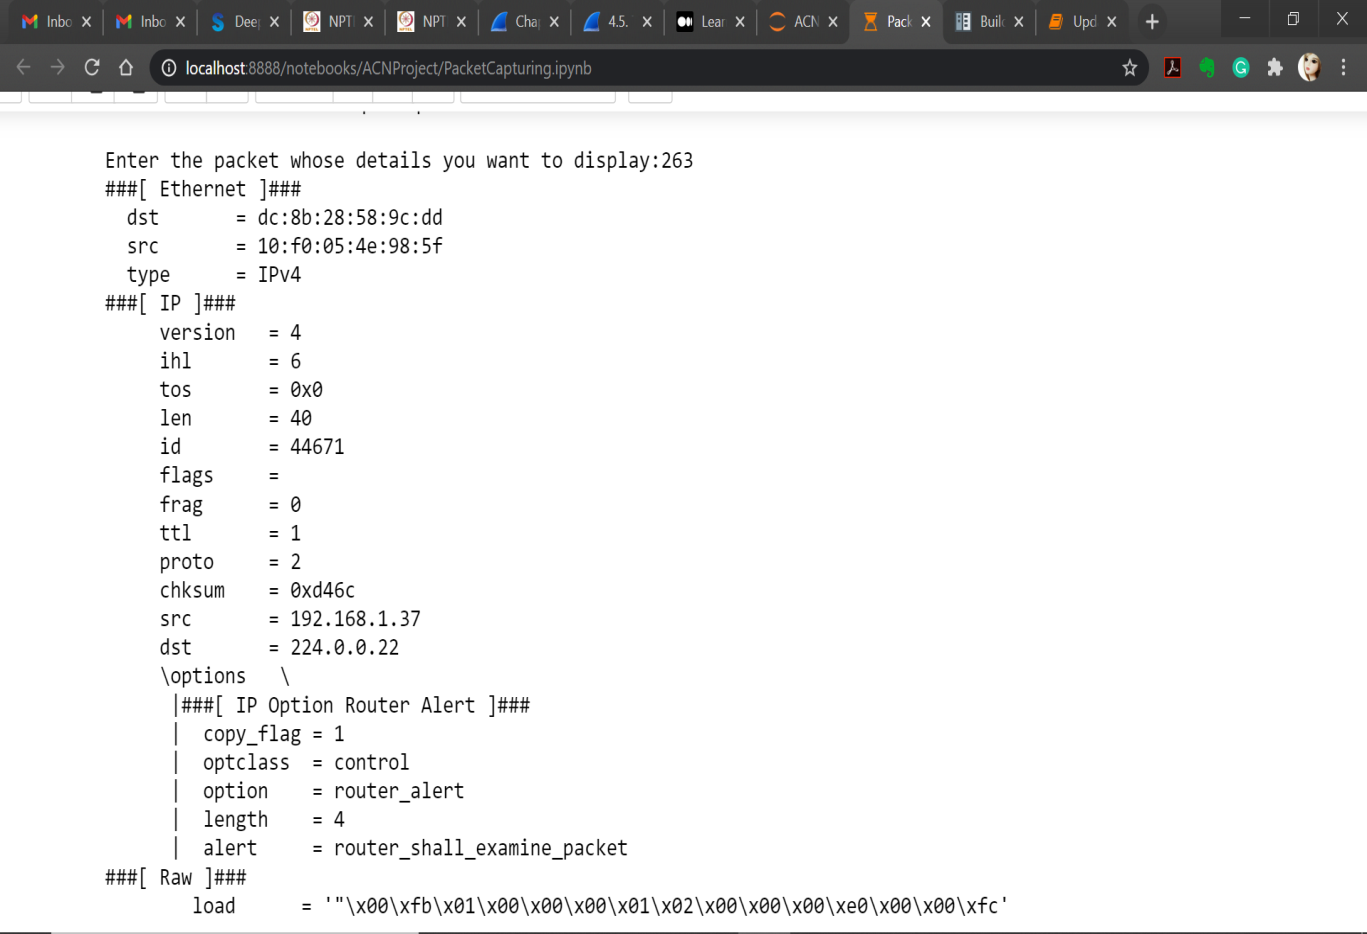 Inbo Inbo Deep NPTI NPT Cha 4.5. Lear ACN Pack Build Upd
localhost:8888/notebooks/ACNProject/PacketCapturing.ipynb
Enter the packet whose details you want to display:263
###[ Ethernet ]###
dst = dc:8b:28:58:9c:dd
src = 10:f0:05:4e:98:5f
type = IPv4
###[ IP ]###
version = 4
ihl = 6
tos = 0x0
len = 40
id = 44671
flags =
frag = 0
ttl = 1
proto = 2
chksum = 0xd46c
src = 192.168.1.37
dst = 224.0.0.22
\options \
|###[ IP Option Router Alert ]###
| copy_flag = 1
| optclass = control
| option = router_alert
| length = 4
| alert = router_shall_examine_packet
###[ Raw ]###
load = '"\x00\xfb\x01\x00\x00\x00\x01\x02\x00\x00\x00\xe0\x00\x00\xfc'